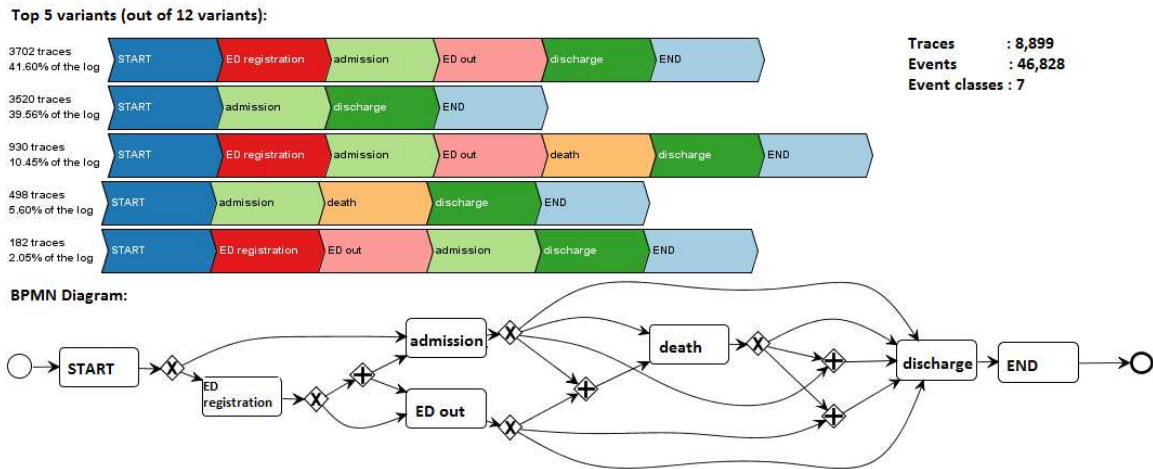 Top 5 variants (out of 12 variants):
3702 traces
41.60% of the log
START ED registration admission ED out discharge END
Traces : 8,899
Events : 46,828
Event classes : 7
3520 traces
39.56% of the log
START admission discharge END
930 traces
10.45% of the log
START ED registration admission ED out death discharge END
498 traces
5.60% of the log
START admission death discharge END
182 traces
2.05% of the log
START ED registration ED out admission discharge END
BPMN Diagram:
START
ED
registration
admission
ED out
death
discharge
END